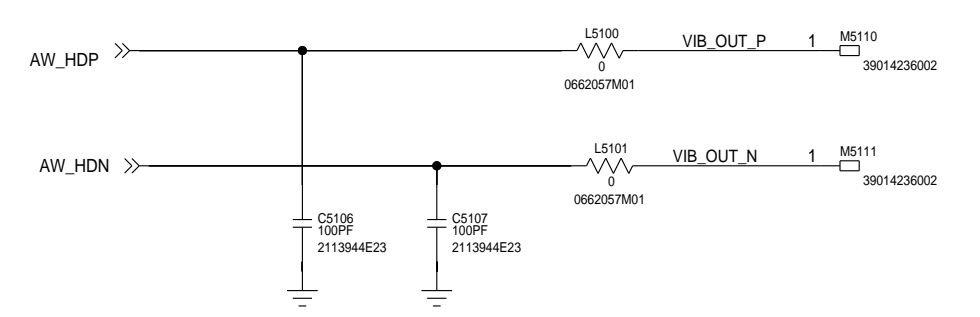 AW_HDP
L5100
0
0662057M01
VIB_OUT_P
1
M5110
39014236002
AW_HDN
L5101
0
0662057M01
VIB_OUT_N
1
M5111
39014236002
C5106
100PF
2113944E23
C5107
100PF
2113944E23